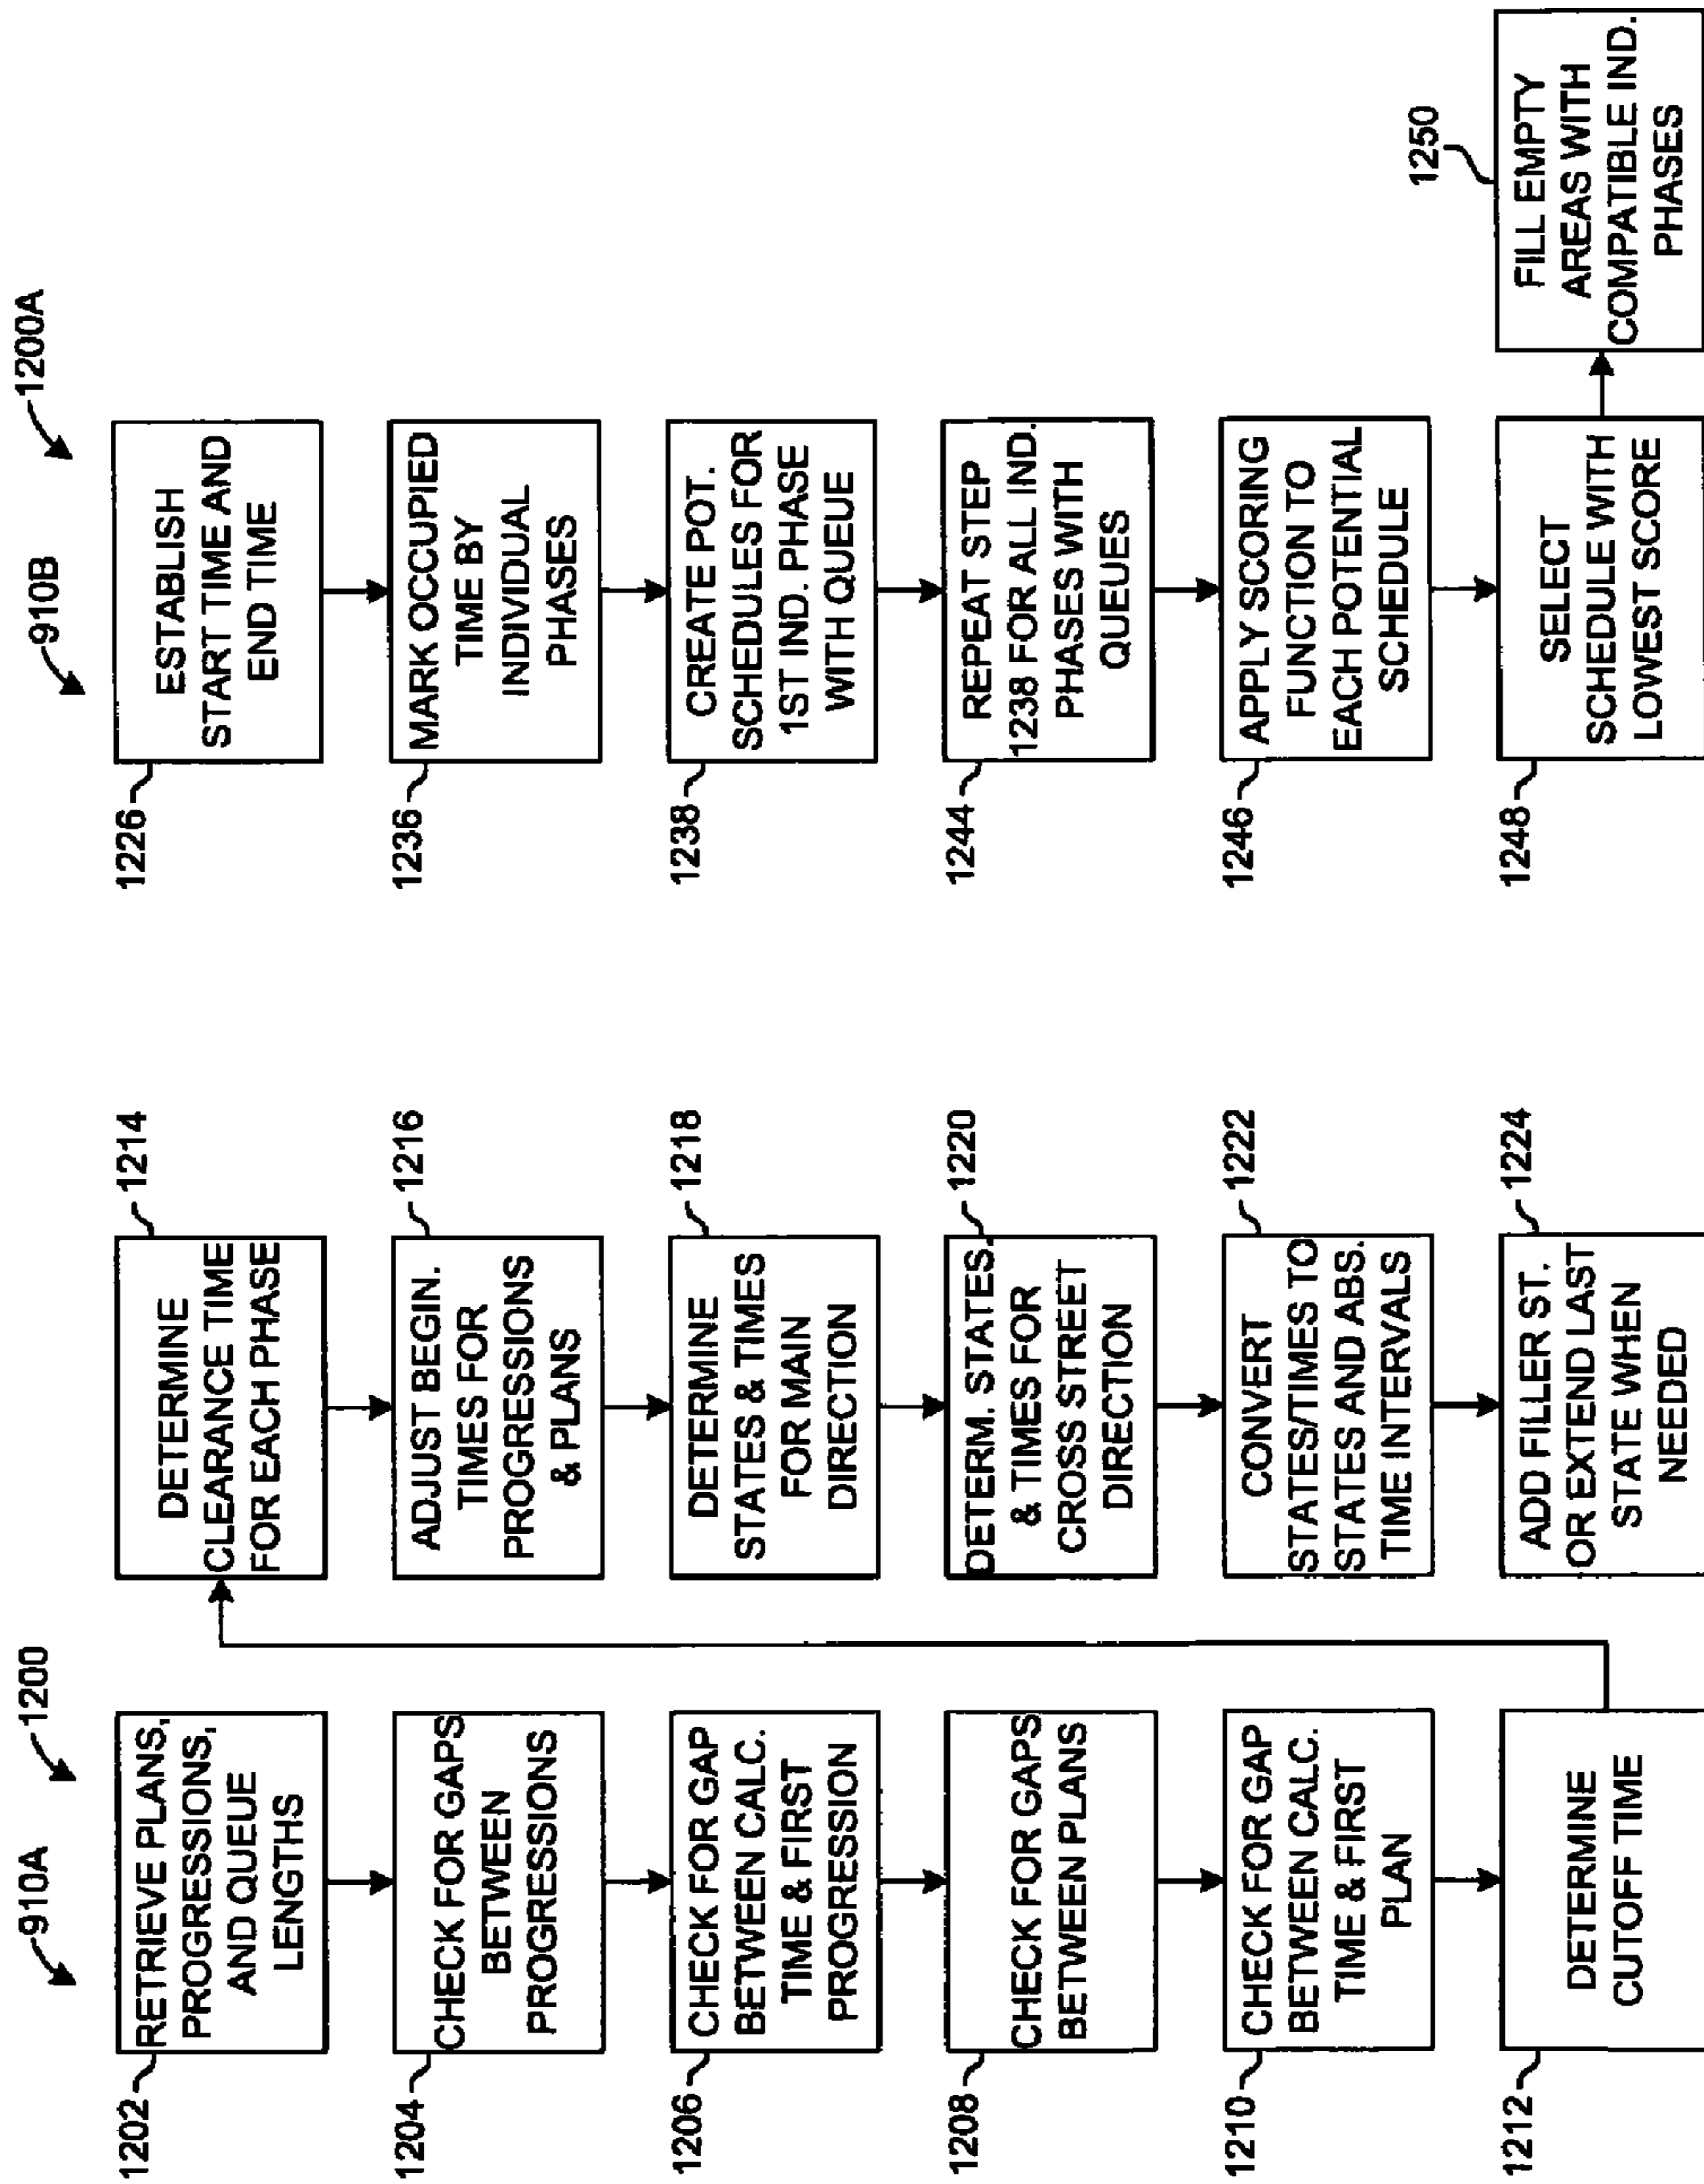 910A
1200
1202
RETRIEVE PLANS,
PROGRESSIONS,
AND QUEUE
LENGTHS
1204
CHECK FOR GAPS
BETWEEN
PROGRESSIONS
1206
CHECK FOR GAP
BETWEEN CALC.
TIME & FIRST
PROGRESSION
1208
CHECK FOR GAPS
BETWEEN PLANS
1210
CHECK FOR GAP
BETWEEN CALC.
TIME & FIRST
PLAN
1212
DETERMINE
CUTOFF TIME
1214
DETERMINE
CLEARANCE TIME
FOR EACH PHASE
1216
ADJUST BEGIN.
TIMES FOR
PROGRESSIONS
& PLANS
1218
DETERMINE
STATES & TIMES
FOR MAIN
DIRECTION
1220
DETERM. STATES
& TIMES FOR
CROSS STREET
DIRECTION
1222
CONVERT
STATES/TIMES TO
STATES AND ABS.
TIME INTERVALS
1224
ADD FILLER ST.
OR EXTEND LAST
STATE WHEN
NEEDED
910B
1200A
1226
ESTABLISH
START TIME AND
END TIME
1236
MARK OCCUPIED
TIME BY
INDIVIDUAL
PHASES
1238
CREATE POT.
SCHEDULES FOR
1ST IND. PHASE
WITH QUEUE
1244
REPEAT STEP
1238 FOR ALL IND.
PHASES WITH
QUEUES
1246
APPLY SCORING
FUNCTION TO
EACH POTENTIAL
SCHEDULE
1248
SELECT
SCHEDULE WITH
LOWEST SCORE
1250
FILL EMPTY
AREAS WITH
COMPATIBLE IND.
PHASES